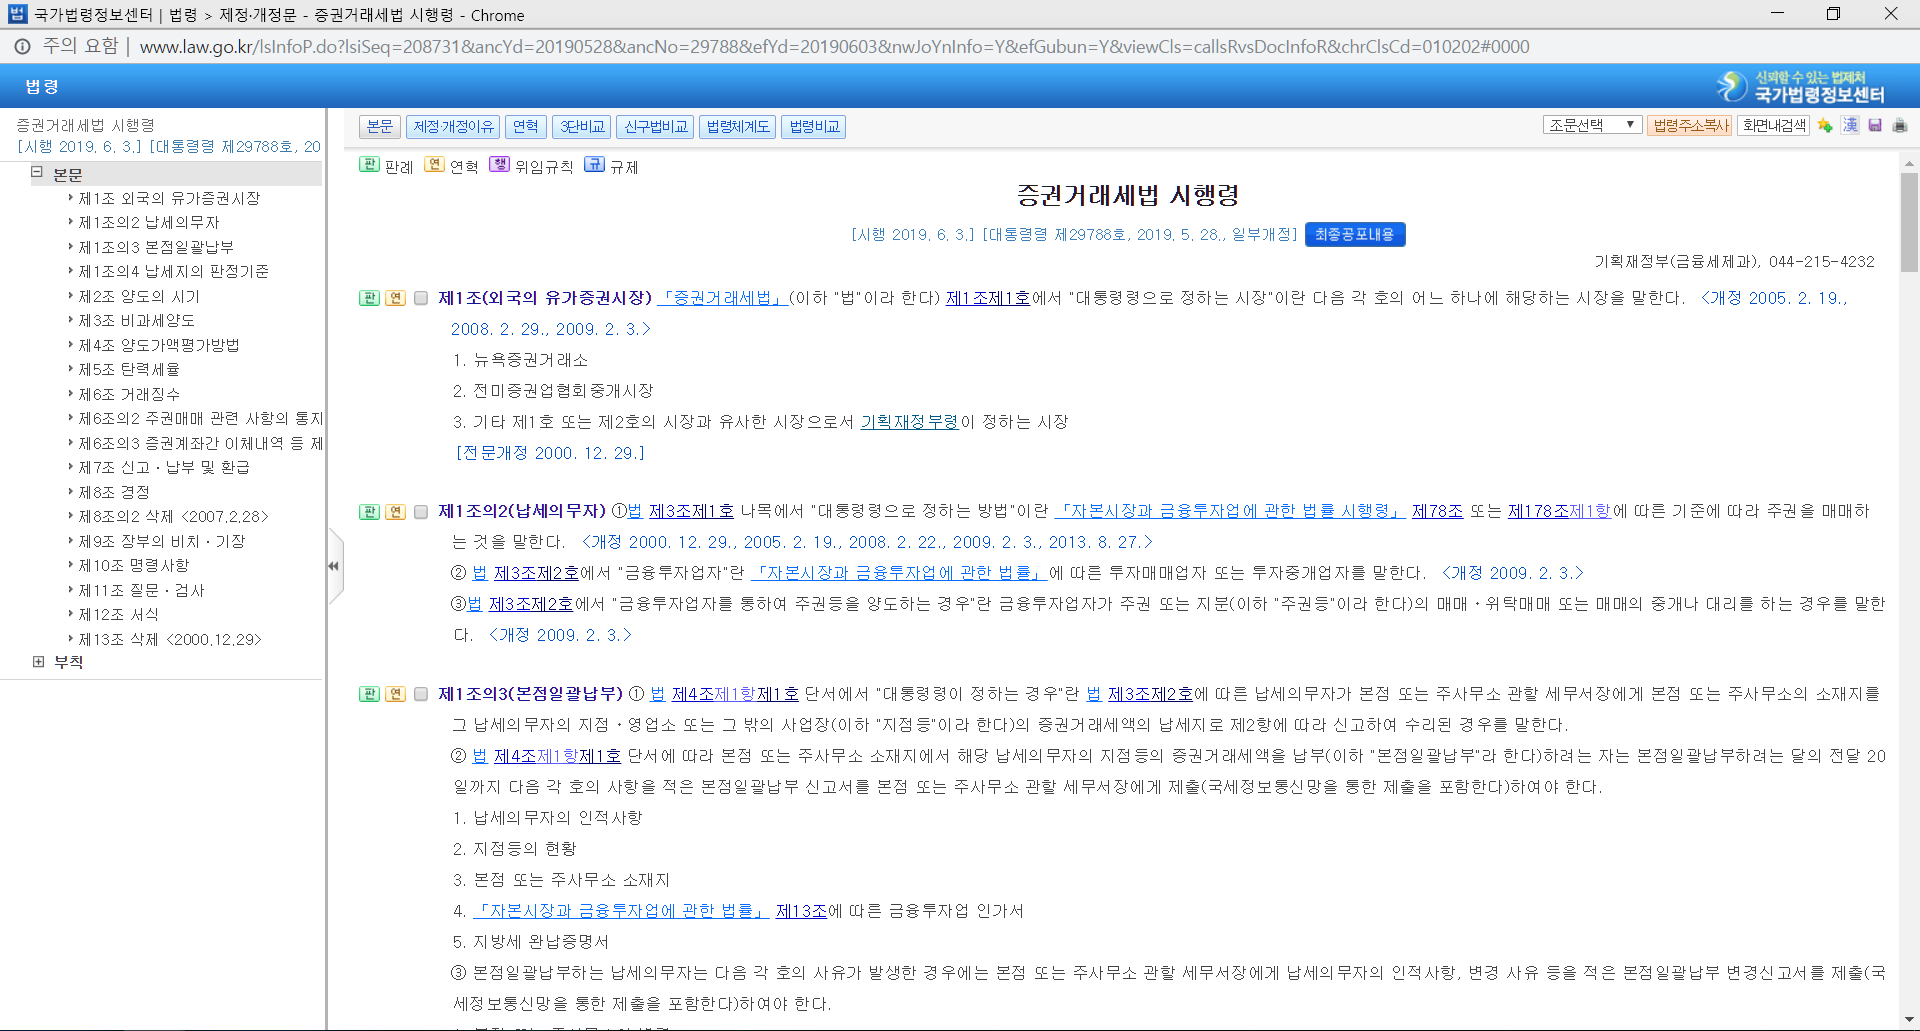 국가법령정보센터 | 법령 > 제정·개정문 - 증권거래세법 시행령 - Chrome
주의 요함 | www.law.go.kr/lsInfoP.do?lsiSeq=208731&ancYd=20190528&ancNo=29788&efYd=20190603&nwJoYnInfo=Y&efGubun=Y&viewCls=callsRvsDocInfoR&chrClsCd=010202#0000
법령
신뢰할 수 있는 법제처
국가법령정보센터
증권거래세법 시행령
[시행 2019. 6. 3.] [대통령령 제29788호, 20
본문
제1조 외국의 유가증권시장
제1조의2 납세의무자
제1조의3 본점일괄납부
제1조의4 납세지의 판정기준
제2조 양도의 시기
제3조 비과세양도
제4조 양도가액평가방법
제5조 탄력세율
제6조 거래징수
제6조의2 주권매매 관련 사항의 통지
제6조의3 증권계좌간 이체내역 등 제
제7조 신고·납부 및 환급
제8조 경정
제8조의2 삭제 <2007.2.28>
제9조 장부의 비치·기장
제10조 명령사항
제11조 질문·검사
제12조 서식
제13조 삭제 <2000.12.29>
부칙
본문 제정·개정이유 연혁 3단비교 신구법비교 법령체계도 법령비교
조문선택 법령주소복사 화면내검색 漢
판 판례 연 연혁 행 위임규칙 규 규제
증권거래세법 시행령
[시행 2019. 6. 3.] [대통령령 제29788호, 2019. 5. 28., 일부개정] 최종공포내용
기획재정부(금융세제과), 044-215-4232
판 연 제1조(외국의 유가증권시장) 「증권거래세법」(이하 "법"이라 한다) 제1조제1호에서 "대통령령으로 정하는 시장"이란 다음 각 호의 어느 하나에 해당하는 시장을 말한다. <개정 2005. 2. 19.,
2008. 2. 29., 2009. 2. 3.>
1. 뉴욕증권거래소
2. 전미증권업협회중개시장
3. 기타 제1호 또는 제2호의 시장과 유사한 시장으로서 기획재정부령이 정하는 시장
[전문개정 2000. 12. 29.]
판 연 제1조의2(납세의무자) ①법 제3조제1호 나목에서 "대통령령으로 정하는 방법"이란 「자본시장과 금융투자업에 관한 법률 시행령」 제78조 또는 제178조제1항에 따른 기준에 따라 주권을 매매하
는 것을 말한다. <개정 2000. 12. 29., 2005. 2. 19., 2008. 2. 22., 2009. 2. 3., 2013. 8. 27.>
② 법 제3조제2호에서 "금융투자업자"란 「자본시장과 금융투자업에 관한 법률」에 따른 투자매매업자 또는 투자중개업자를 말한다. <개정 2009. 2. 3.>
③법 제3조제2호에서 "금융투자업자를 통하여 주권등을 양도하는 경우"란 금융투자업자가 주권 또는 지분(이하 "주권등"이라 한다)의 매매·위탁매매 또는 매매의 중개나 대리를 하는 경우를 말한
다. <개정 2009. 2. 3.>
판 연 제1조의3(본점일괄납부) ① 법 제4조제1항제1호 단서에서 "대통령령이 정하는 경우"란 법 제3조제2호에 따른 납세의무자가 본점 또는 주사무소 관할 세무서장에게 본점 또는 주사무소의 소재지를
그 납세의무자의 지점·영업소 또는 그 밖의 사업장(이하 "지점등"이라 한다)의 증권거래세액의 납세지로 제2항에 따라 신고하여 수리된 경우를 말한다.
② 법 제4조제1항제1호 단서에 따라 본점 또는 주사무소 소재지에서 해당 납세의무자의 지점등의 증권거래세액을 납부(이하 "본점일괄납부"라 한다)하려는 자는 본점일괄납부하려는 달의 전달 20
일까지 다음 각 호의 사항을 적은 본점일괄납부 신고서를 본점 또는 주사무소 관할 세무서장에게 제출(국세정보통신망을 통한 제출을 포함한다)하여야 한다.
1. 납세의무자의 인적사항
2. 지점등의 현황
3. 본점 또는 주사무소 소재지
4. 「자본시장과 금융투자업에 관한 법률」 제13조에 따른 금융투자업 인가서
5. 지방세 완납증명서
③ 본점일괄납부하는 납세의무자는 다음 각 호의 사유가 발생한 경우에는 본점 또는 주사무소 관할 세무서장에게 납세의무자의 인적사항, 변경 사유 등을 적은 본점일괄납부 변경신고서를 제출(국
세정보통신망을 통한 제출을 포함한다)하여야 한다.